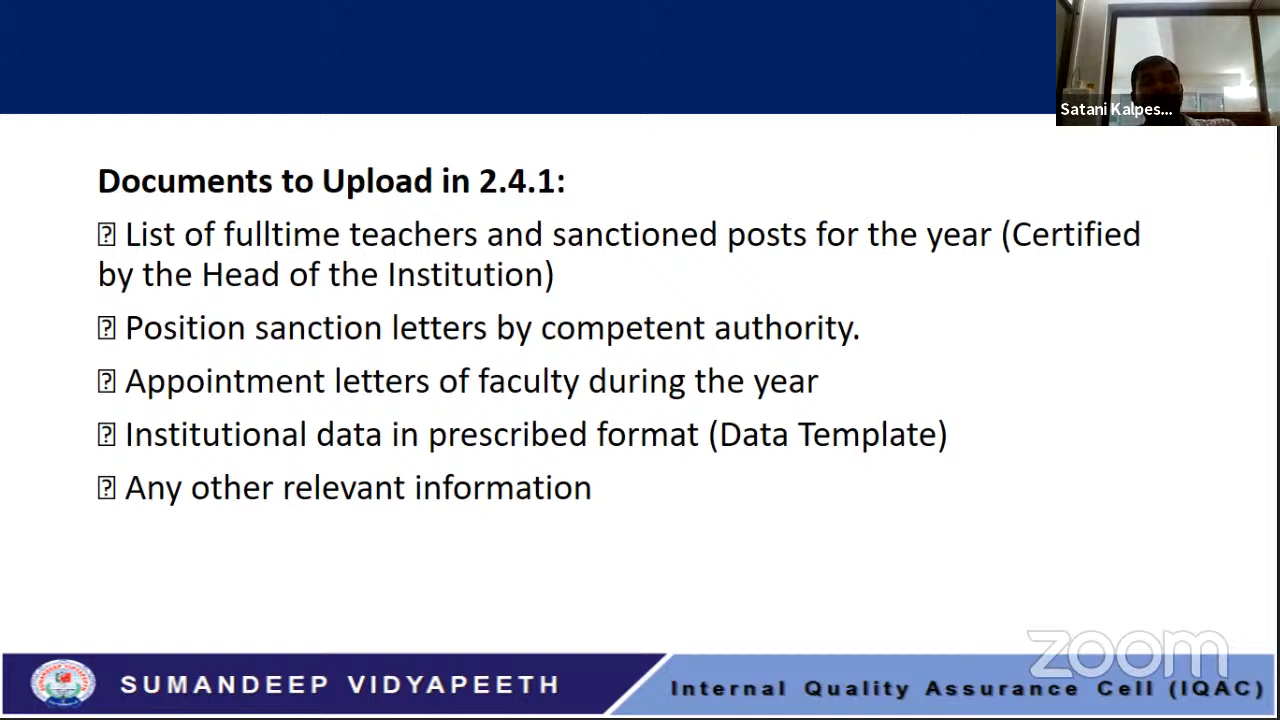 Satani Kalpes...
Documents to Upload in 2.4.1:
⍰ List of fulltime teachers and sanctioned posts for the year (Certified
by the Head of the Institution)
⍰ Position sanction letters by competent authority.
⍰ Appointment letters of faculty during the year
⍰ Institutional data in prescribed format (Data Template)
⍰ Any other relevant information
zoom
SUMANDEEP VIDYAPEETH
Internal Quality Assurance Cell (IQAC)